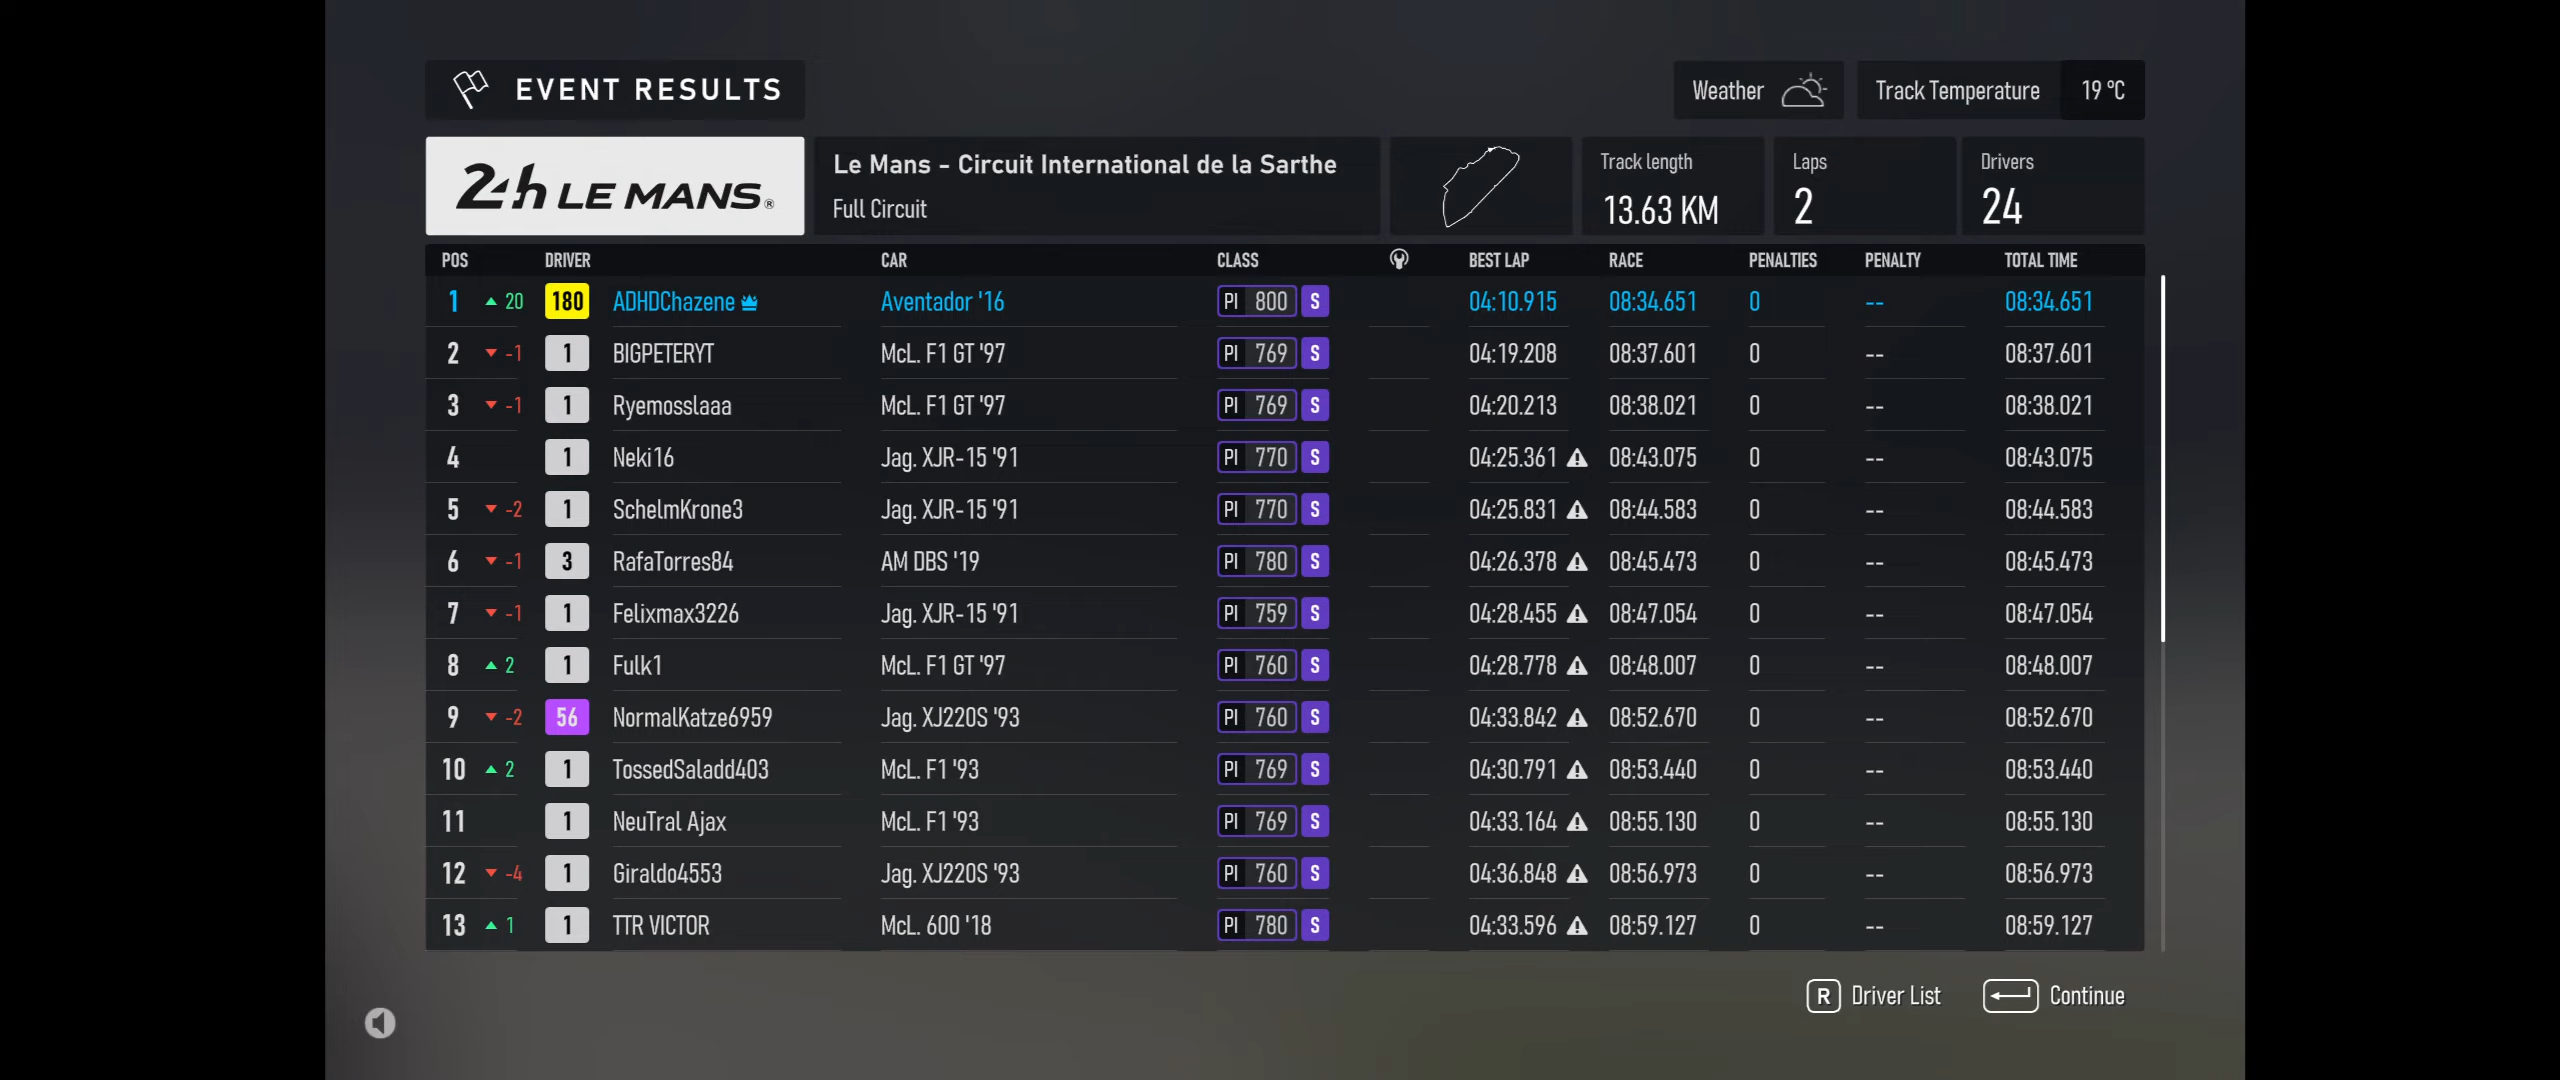 EVENT RESULTS
Weather
Track Temperature 19 °C
24h LE MANS®
Le Mans - Circuit International de la Sarthe
Full Circuit
Track length
13.63 KM
Laps
2
Drivers
24
POS DRIVER CAR CLASS BEST LAP RACE PENALTIES PENALTY TOTAL TIME
1 20 180 ADHDChazene Aventador '16 PI 800 S 04:10.915 08:34.651 0 -- 08:34.651
2 -1 1 BIGPETERYT McL. F1 GT '97 PI 769 S 04:19.208 08:37.601 0 -- 08:37.601
3 -1 1 Ryemosslaaa McL. F1 GT '97 PI 769 S 04:20.213 08:38.021 0 -- 08:38.021
4 1 Neki16 Jag. XJR-15 '91 PI 770 S 04:25.361 08:43.075 0 -- 08:43.075
5 -2 1 SchelmKrone3 Jag. XJR-15 '91 PI 770 S 04:25.831 08:44.583 0 -- 08:44.583
6 -1 3 RafaTorres84 AM DBS '19 PI 780 S 04:26.378 08:45.473 0 -- 08:45.473
7 -1 1 Felixmax3226 Jag. XJR-15 '91 PI 759 S 04:28.455 08:47.054 0 -- 08:47.054
8 2 1 Fulk1 McL. F1 GT '97 PI 760 S 04:28.778 08:48.007 0 -- 08:48.007
9 -2 56 NormalKatze6959 Jag. XJ220S '93 PI 760 S 04:33.842 08:52.670 0 -- 08:52.670
10 2 1 TossedSaladd403 McL. F1 '93 PI 769 S 04:30.791 08:53.440 0 -- 08:53.440
11 1 NeuTral Ajax McL. F1 '93 PI 769 S 04:33.164 08:55.130 0 -- 08:55.130
12 -4 1 Giraldo4553 Jag. XJ220S '93 PI 760 S 04:36.848 08:56.973 0 -- 08:56.973
13 1 1 TTR VICTOR McL. 600 '18 PI 780 S 04:33.596 08:59.127 0 -- 08:59.127
R Driver List Continue